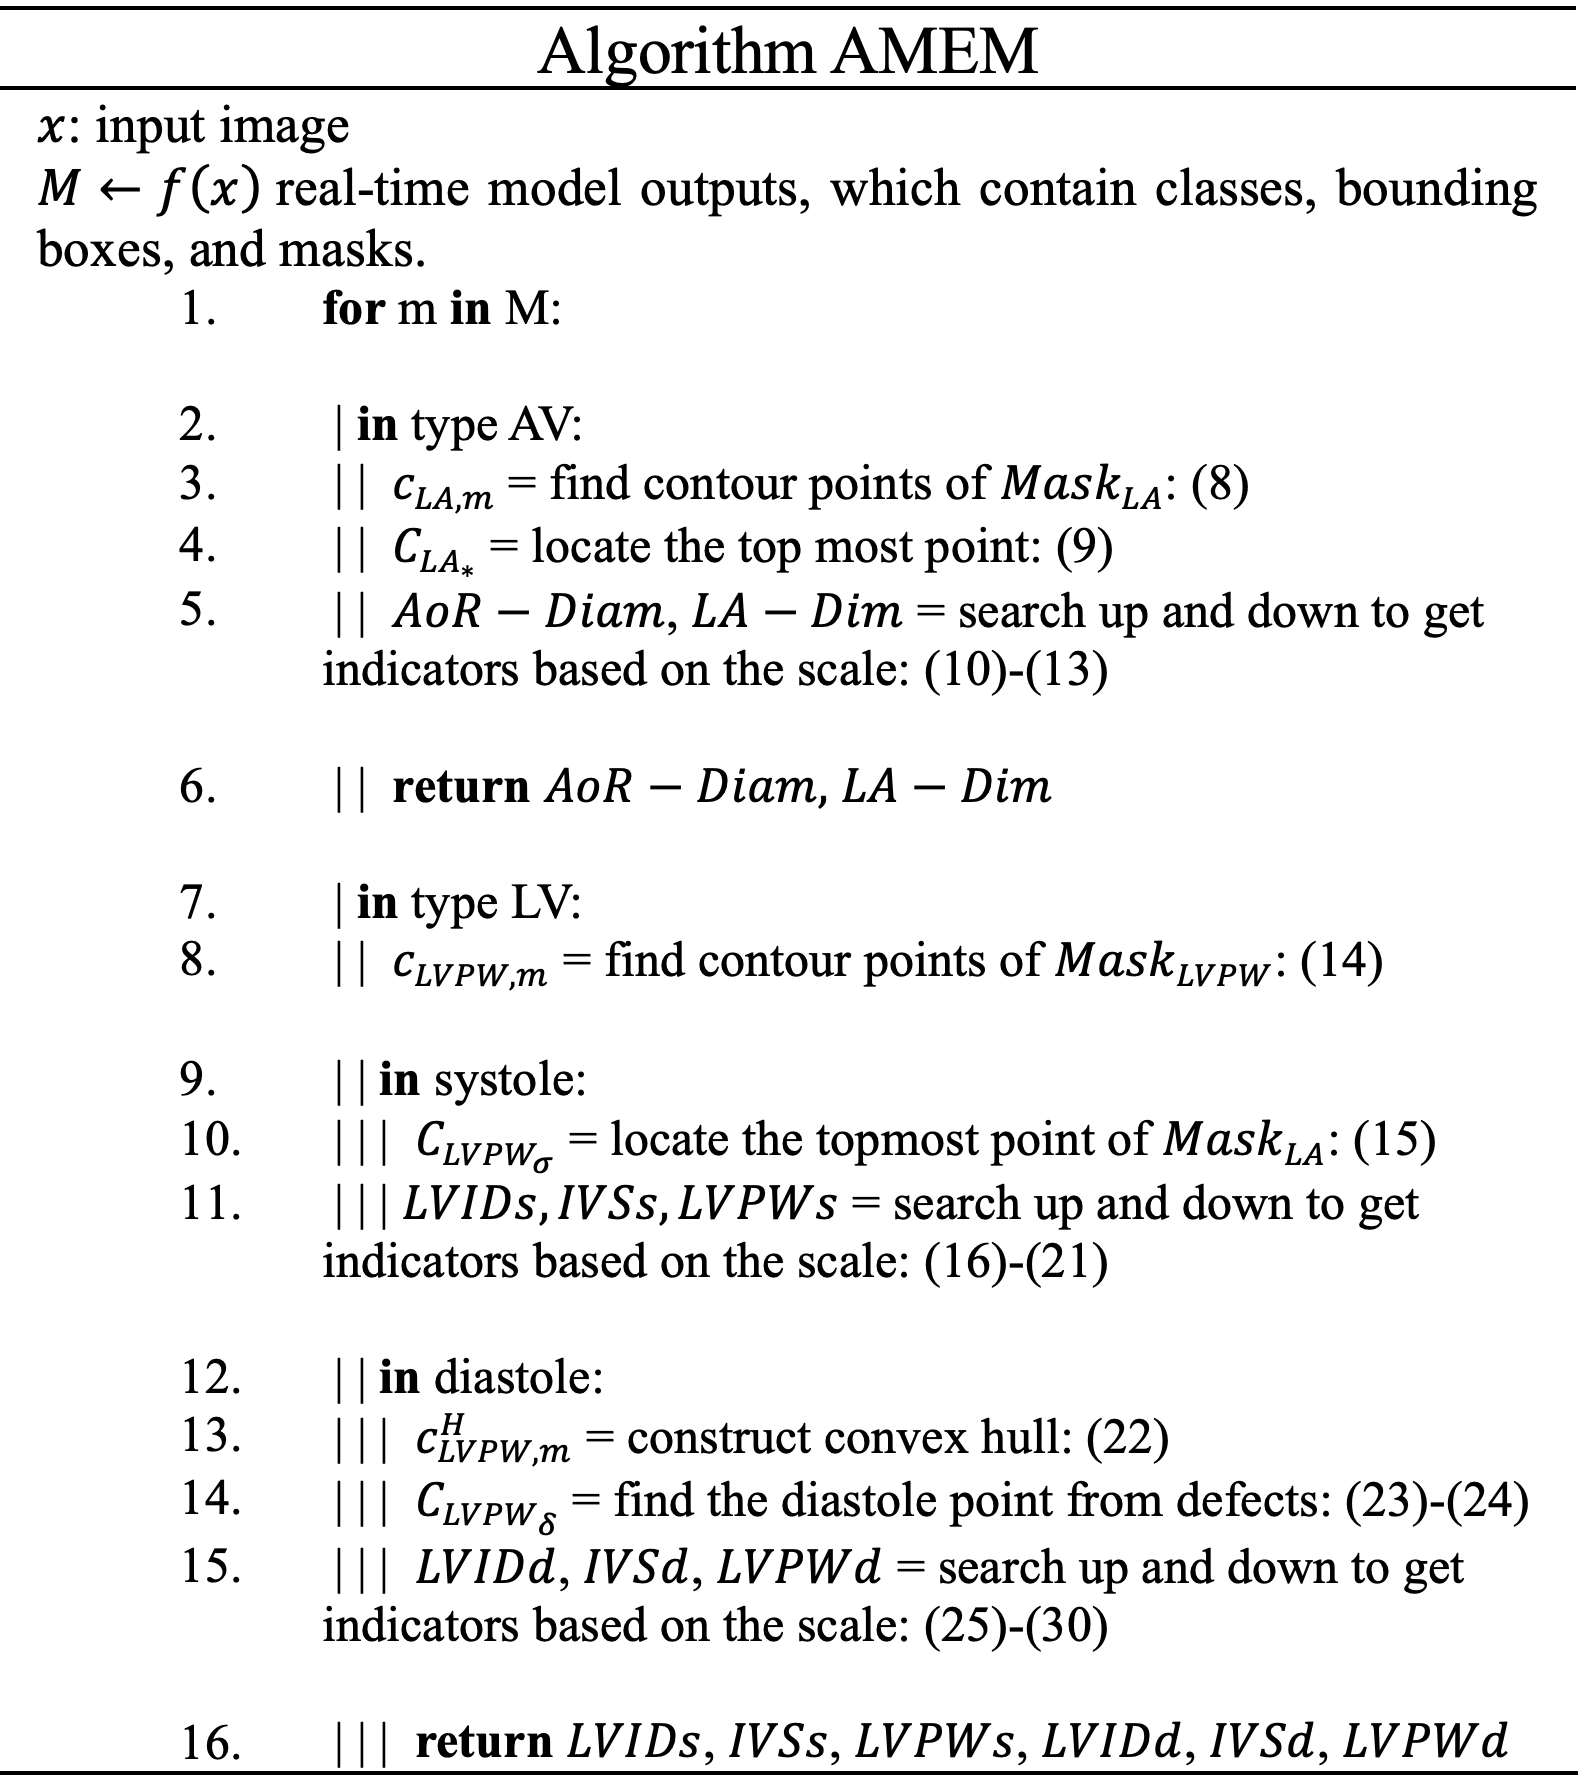 Algorithm AMEM
x: input image
M ← f(x) real-time model outputs, which contain classes, bounding
boxes, and masks.
1. for m in M:
2. | in type AV:
3. || c_{LA,m} = find contour points of Mask_{LA}: (8)
4. || C_{LA_*} = locate the top most point: (9)
5. || AoR − Diam, LA − Dim = search up and down to get
indicators based on the scale: (10)-(13)
6. || return AoR − Diam, LA − Dim
7. | in type LV:
8. || c_{LVPW,m} = find contour points of Mask_{LVPW}: (14)
9. || in systole:
10. ||| C_{LVPW_σ} = locate the topmost point of Mask_{LA}: (15)
11. ||| LVIDs, IVSs, LVPWs = search up and down to get
indicators based on the scale: (16)-(21)
12. || in diastole:
13. ||| c^{H}_{LVPW,m} = construct convex hull: (22)
14. ||| C_{LVPW_δ} = find the diastole point from defects: (23)-(24)
15. ||| LVIDd, IVSd, LVPWd = search up and down to get
indicators based on the scale: (25)-(30)
16. ||| return LVIDs, IVSs, LVPWs, LVIDd, IVSd, LVPWd